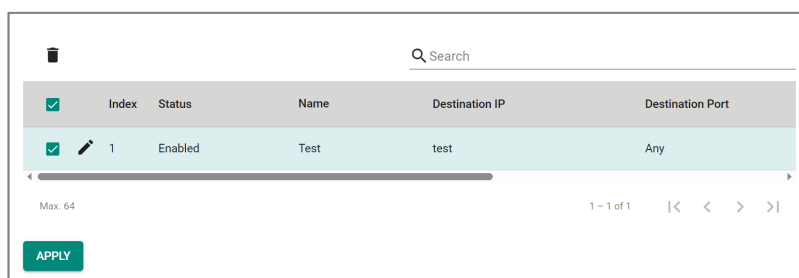 Search
Index Status Name Destination IP Destination Port
1 Enabled Test test Any
Max. 64 1 – 1 of 1
APPLY